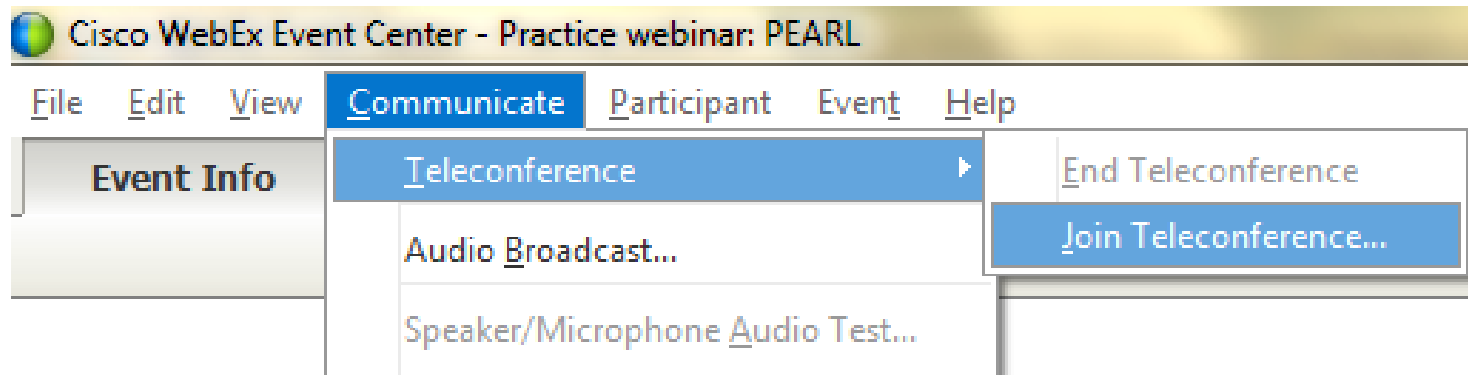 Cisco WebEx Event Center - Practice webinar: PEARL
File Edit View Communicate Participant Event Help
Event Info
Teleconference
End Teleconference
Join Teleconference...
Audio Broadcast...
Speaker/Microphone Audio Test...